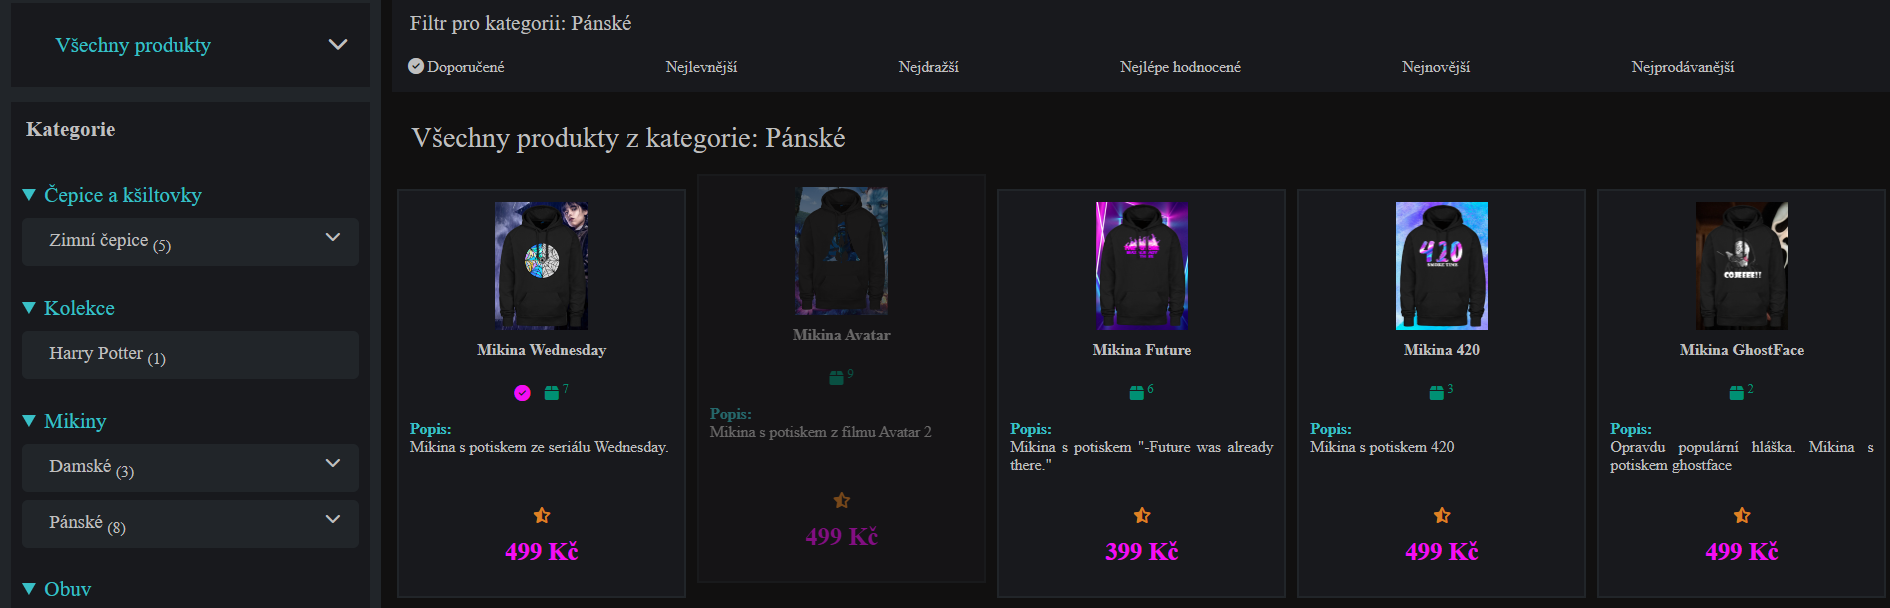 Všechny produkty
Kategorie
Čepice a kšiltovky
Zimní čepice (5)
Kolekce
Harry Potter (1)
Mikiny
Damské (3)
Pánské (8)
Obuv
Filtr pro kategorii: Pánské
Doporučené Nejlevnější Nejdražší Nejlépe hodnocené Nejnovější Nejprodávanější
Všechny produkty z kategorie: Pánské
Mikina Wednesday
7
Popis:
Mikina s potiskem ze seriálu Wednesday.
499 Kč
A
Mikina Avatar
9
Popis:
Mikina s potiskem z filmu Avatar 2
499 Kč
Mikina Future
6
Popis:
Mikina s potiskem "-Future was already
there."
399 Kč
420
SMOKE TIME
Mikina 420
3
Popis:
Mikina s potiskem 420
499 Kč
COJEEEE!!
Mikina GhostFace
2
Popis:
Opravdu populární hláška. Mikina s
potiskem ghostface
499 Kč